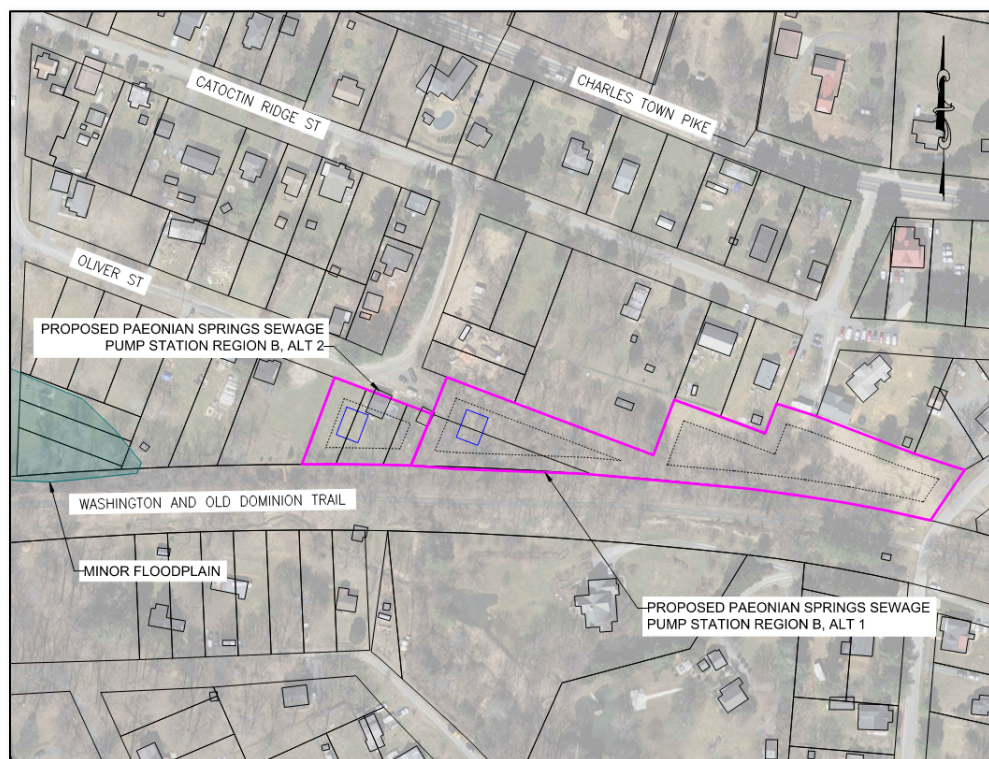 CATOCTIN RIDGE ST
CHARLES TOWN PIKE
OLIVER ST
PROPOSED PAEONIAN SPRINGS SEWAGE
PUMP STATION REGION B, ALT 2
WASHINGTON AND OLD DOMINION TRAIL
MINOR FLOODPLAIN
PROPOSED PAEONIAN SPRINGS SEWAGE
PUMP STATION REGION B, ALT 1